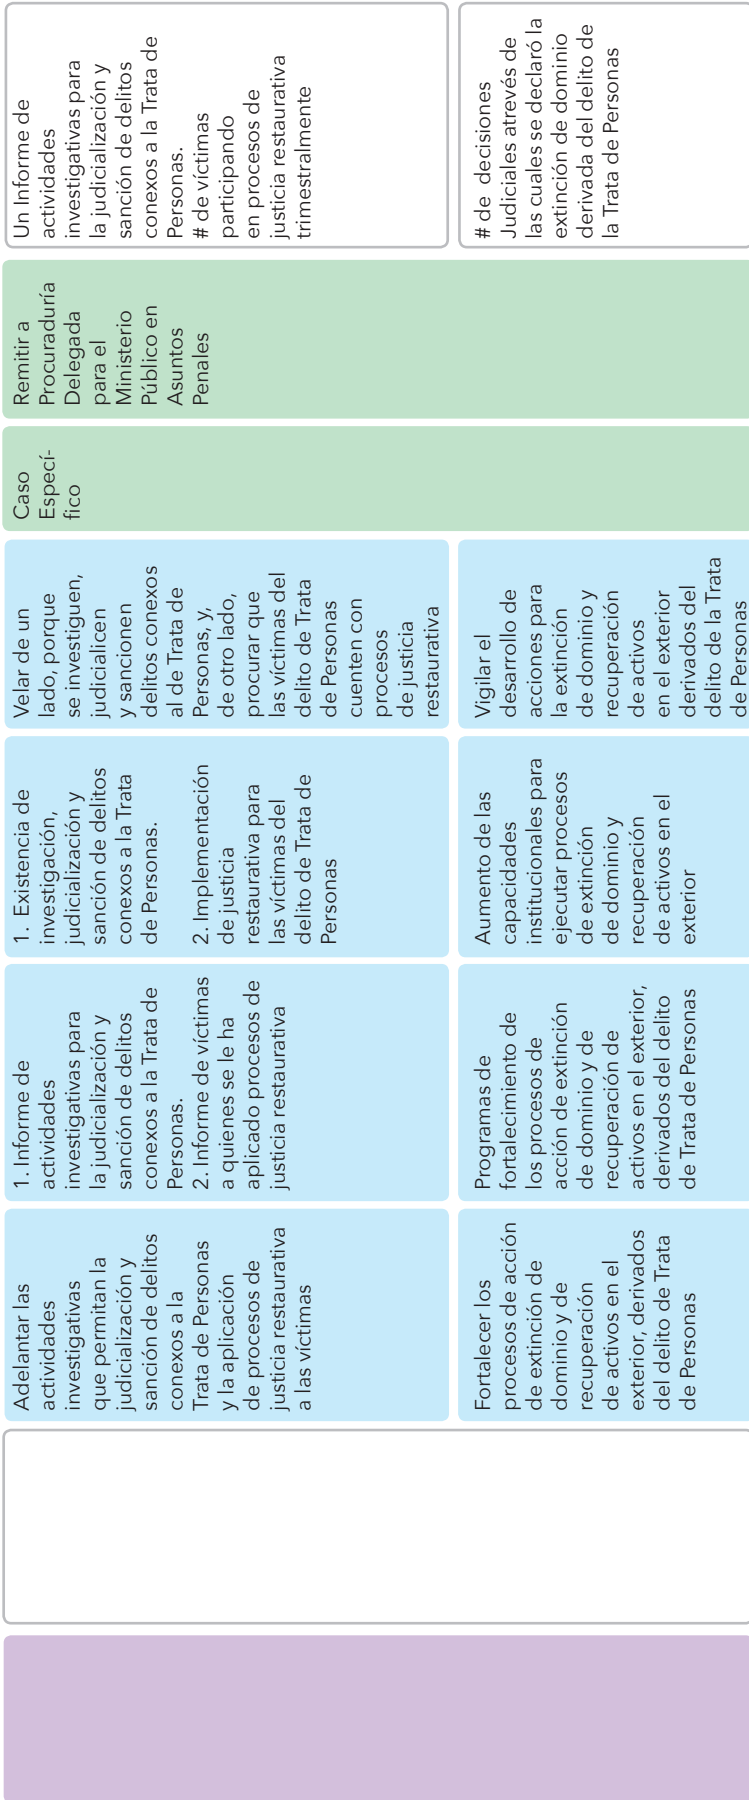 Adelantar las
actividades
investigativas
que permitan la
judicialización y
sanción de delitos
conexos a la
Trata de Personas
y la aplicación
de procesos de
justicia restaurativa
a las víctimas
1. Informe de
actividades
investigativas para
la judicialización y
sanción de delitos
conexos a la Trata de
Personas.
2. Informe de víctimas
a quienes se le ha
aplicado procesos de
justicia restaurativa
1. Existencia de
investigación,
judicialización y
sanción de delitos
conexos a la Trata
de Personas.
2. Implementación
de justicia
restaurativa para
las víctimas del
delito de Trata de
Personas
Velar de un
lado, porque
se investiguen,
judicialicen
y sancionen
delitos conexos
al de Trata de
Personas, y,
de otro lado,
procurar que
las víctimas del
delito de Trata
de Personas
cuenten con
procesos
de justicia
restaurativa
Caso
Especí-
fico
Remitir a
Procuraduría
Delegada
para el
Ministerio
Público en
Asuntos
Penales
Un Informe de
actividades
investigativas para
la judicialización y
sanción de delitos
conexos a la Trata de
Personas.
# de víctimas
participando
en procesos de
justicia restaurativa
trimestralmente
Fortalecer los
procesos de acción
de extinción de
dominio y de
recuperación
de activos en el
exterior, derivados
del delito de Trata
de Personas
Programas de
fortalecimiento de
los procesos de
acción de extinción
de dominio y de
recuperación de
activos en el exterior,
derivados del delito
de Trata de Personas
Aumento de las
capacidades
institucionales para
ejecutar procesos
de extinción
de dominio y
recuperación
de activos en el
exterior
Vigilar el
desarrollo de
acciones para
la extinción
de dominio y
recuperación
de activos
en el exterior
derivados del
delito de la Trata
de Personas
# de decisiones
Judiciales atrevés de
las cuales se declaró la
extinción de dominio
derivada del delito de
la Trata de Personas